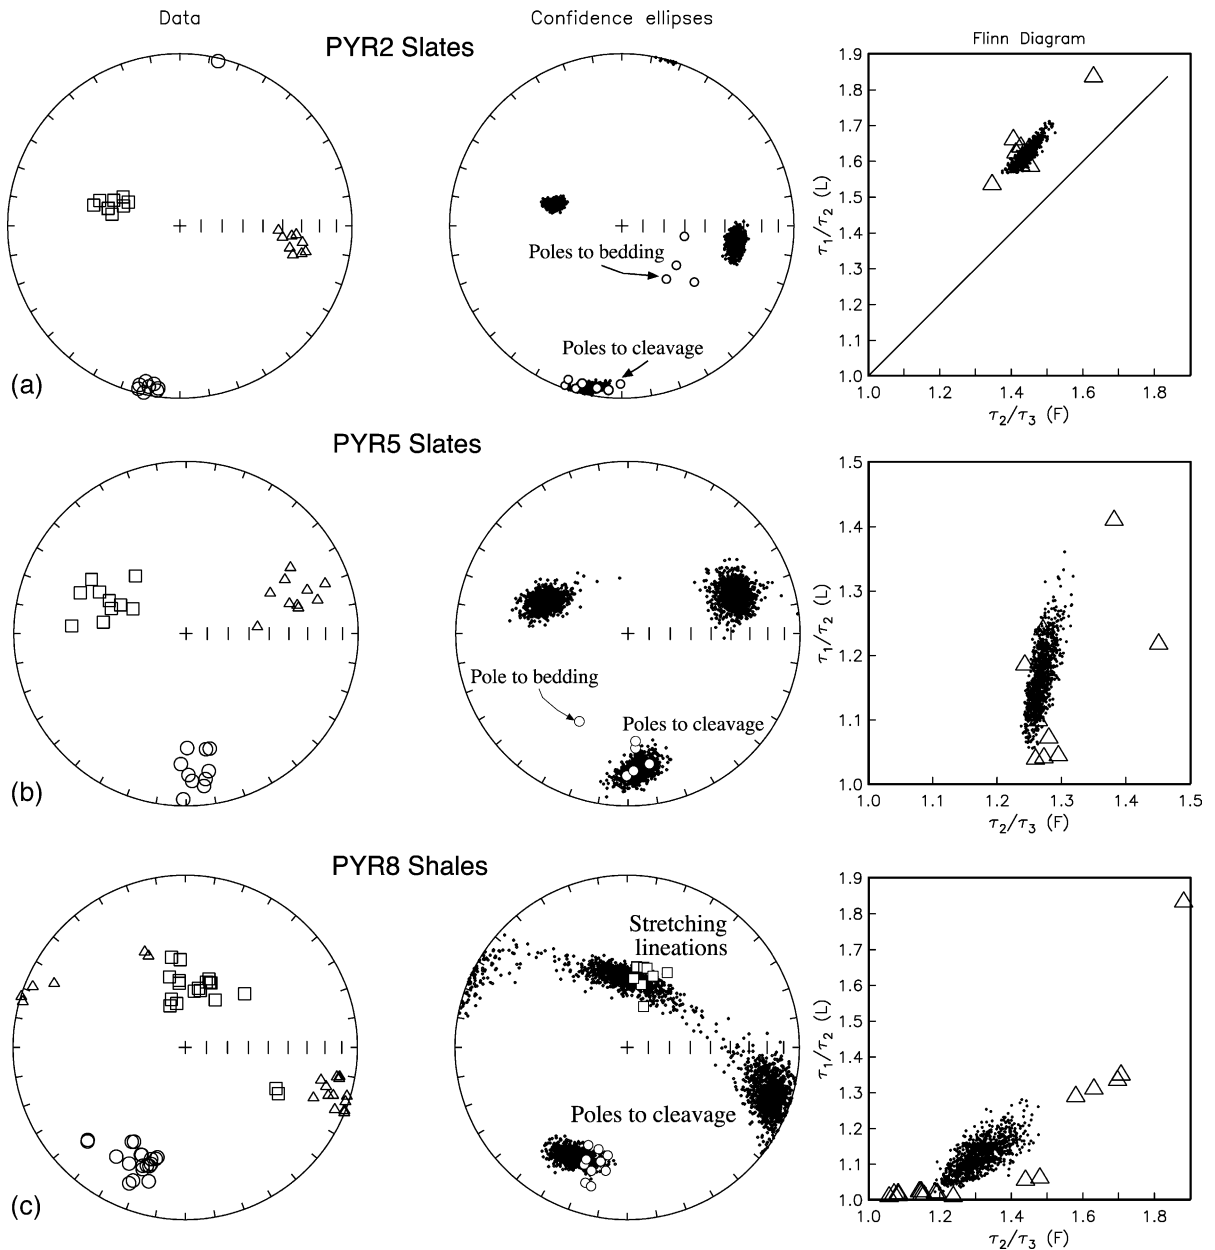 Data
Confidence ellipses
PYR2 Slates
Flinn Diagram
Poles to bedding
Poles to cleavage
(a)
1.9
1.8
1.7
1.6
1.5
1.4
1.3
1.2
1.1
1.0
τ1/τ2 (L)
1.0 1.2 1.4 1.6 1.8
τ2/τ3 (F)
PYR5 Slates
Pole to bedding
Poles to cleavage
(b)
1.5
1.4
1.3
1.2
1.1
1.0
τ1/τ2 (L)
1.0 1.1 1.2 1.3 1.4 1.5
τ2/τ3 (F)
PYR8 Shales
Stretching
lineations
Poles to cleavage
(c)
1.9
1.8
1.7
1.6
1.5
1.4
1.3
1.2
1.1
1.0
τ1/τ2 (L)
1.0 1.2 1.4 1.6 1.8
τ2/τ3 (F)